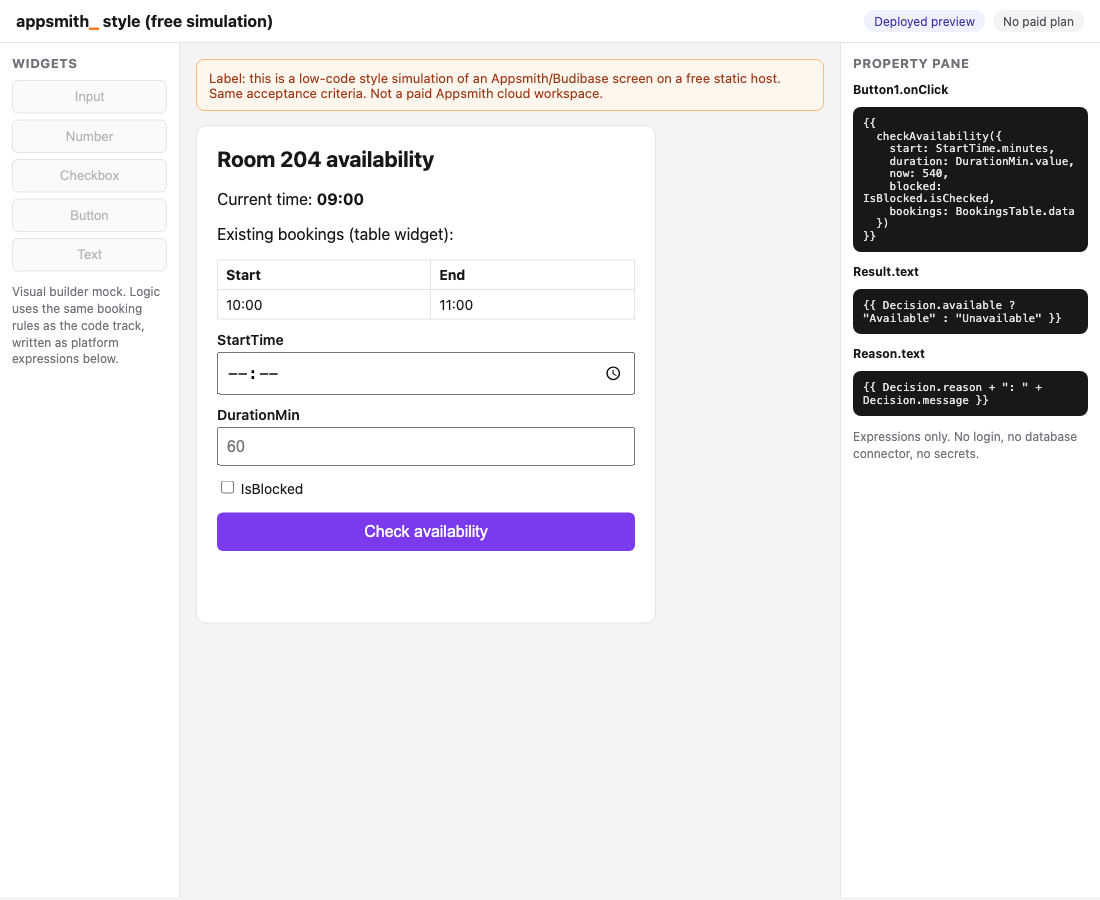 appsmith_ style (free simulation)
Deployed preview
No paid plan
WIDGETS
Input
Number
Checkbox
Button
Text
Visual builder mock. Logic
uses the same booking
rules as the code track,
written as platform
expressions below.
Label: this is a low-code style simulation of an Appsmith/Budibase screen on a free static host.
Same acceptance criteria. Not a paid Appsmith cloud workspace.
Room 204 availability
Current time: 09:00
Existing bookings (table widget):
Start End
10:00 11:00
StartTime
--:--
DurationMin
60
IsBlocked
Check availability
PROPERTY PANE
Button1.onClick
{{
  checkAvailability({
    start: StartTime.minutes,
    duration: DurationMin.value,
    now: 540,
    blocked:
IsBlocked.isChecked,
    bookings: BookingsTable.data
  })
}}
Result.text
{{ Decision.available ?
"Available" : "Unavailable" }}
Reason.text
{{ Decision.reason + ": " +
Decision.message }}
Expressions only. No login, no database
connector, no secrets.